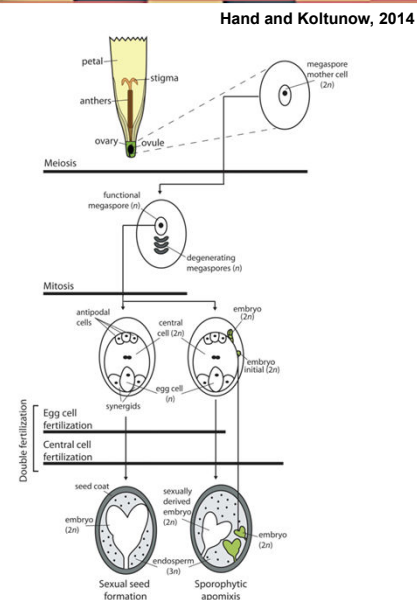 Hand and Koltunow, 2014
petal
stigma
anthers
ovary
ovule
megaspore
mother cell
(2n)
Meiosis
functional
megaspore (n)
degenerating
megaspores (n)
Mitosis
antipodal
cells
central
cell (2n)
embryo
(2n)
embryo
initial (2n)
egg cell
(n)
synergids
Double fertilization
Egg cell
fertilization
Central cell
fertilization
seed coat
embryo
(2n)
sexually
derived
embryo
(2n)
embryo
(2n)
endosperm
(3n)
Sexual seed
formation
Sporophytic
apomixis